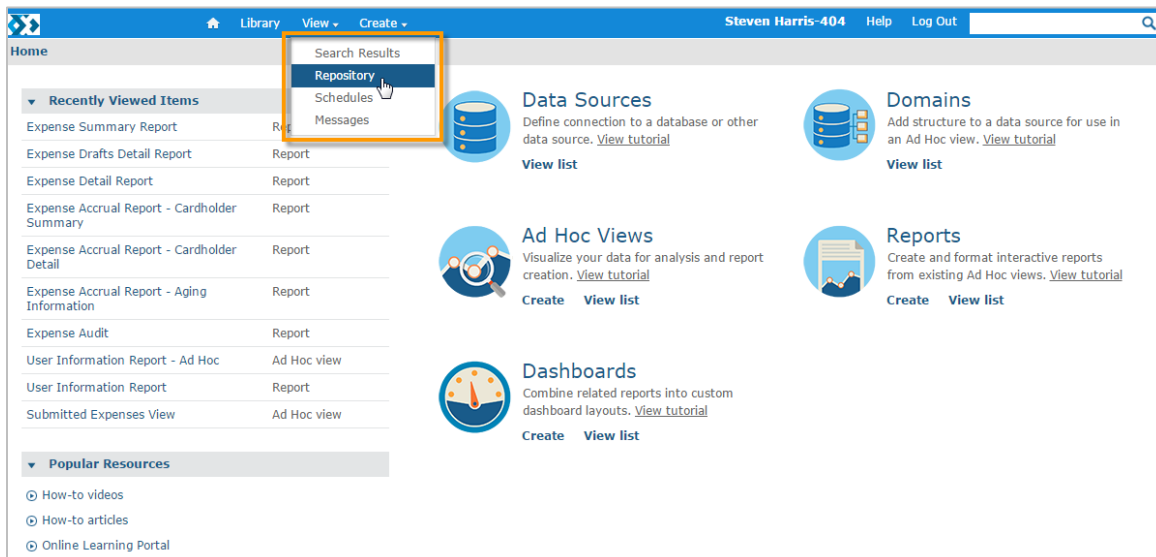 Library View Create Steven Harris-404 Help Log Out
Home
Search Results
Repository
Schedules
Messages
Recently Viewed Items
Expense Summary Report
Expense Drafts Detail Report Report
Expense Detail Report Report
Expense Accrual Report - Cardholder Report
Summary
Expense Accrual Report - Cardholder Report
Detail
Expense Accrual Report - Aging Report
Information
Expense Audit Report
User Information Report - Ad Hoc Ad Hoc view
User Information Report Report
Submitted Expenses View Ad Hoc view
Popular Resources
How-to videos
How-to articles
Online Learning Portal
Data Sources
Define connection to a database or other
data source. View tutorial
View list
Domains
Add structure to a data source for use in
an Ad Hoc view. View tutorial
View list
Ad Hoc Views
Visualize your data for analysis and report
creation. View tutorial
Create View list
Reports
Create and format interactive reports
from existing Ad Hoc views. View tutorial
Create View list
Dashboards
Combine related reports into custom
dashboard layouts. View tutorial
Create View list